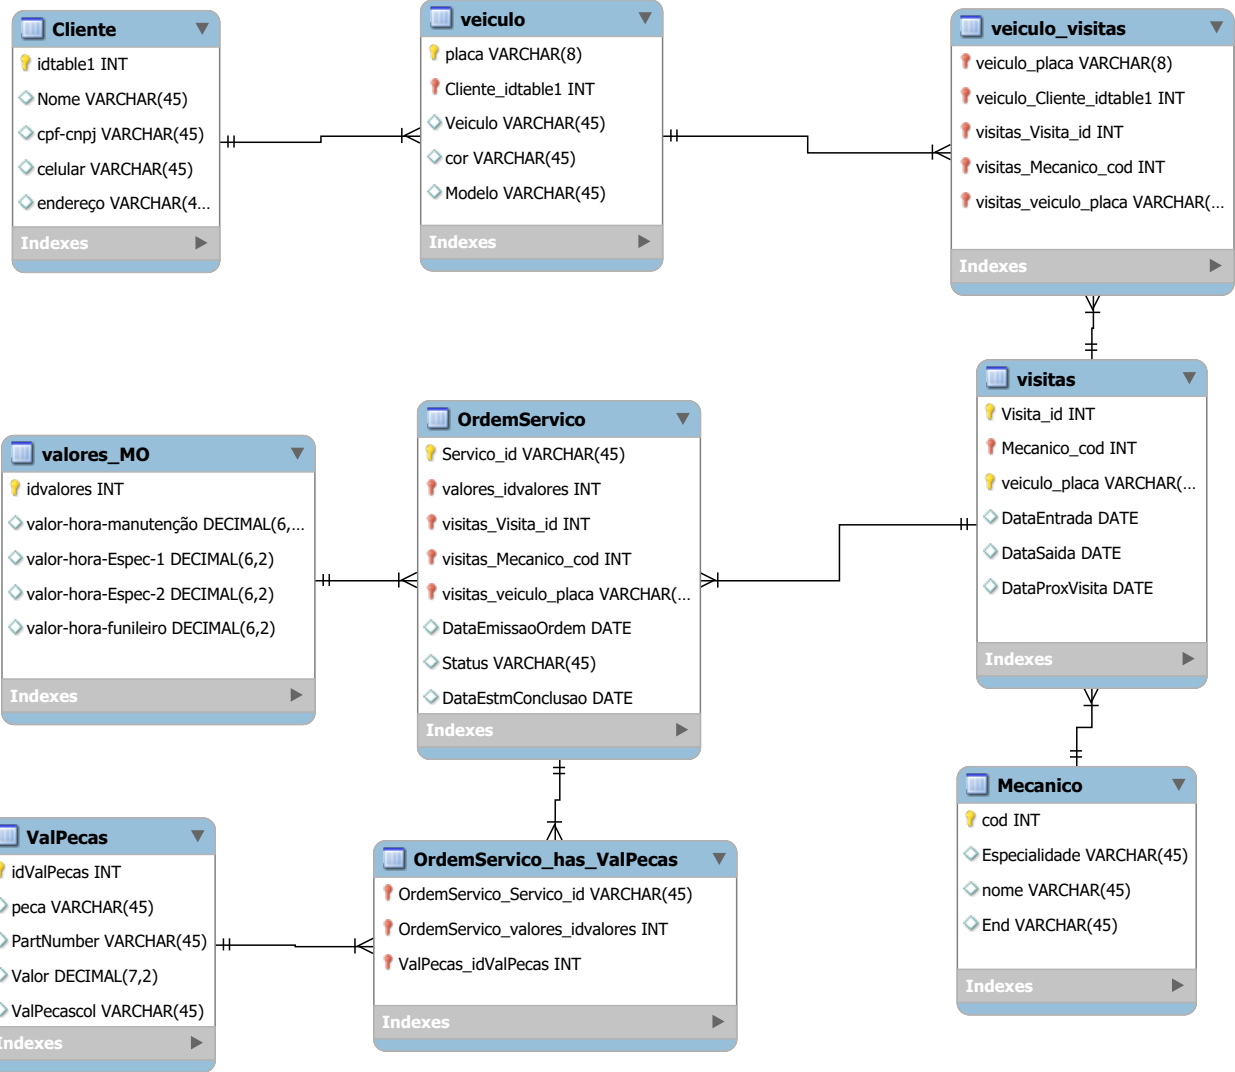 Cliente
idtable1 INT
Nome VARCHAR(45)
cpf-cnpj VARCHAR(45)
celular VARCHAR(45)
endereço VARCHAR(4...
Indexes
veiculo
placa VARCHAR(8)
Cliente_idtable1 INT
Veiculo VARCHAR(45)
cor VARCHAR(45)
Modelo VARCHAR(45)
Indexes
veiculo_visitas
veiculo_placa VARCHAR(8)
veiculo_Cliente_idtable1 INT
visitas_Visita_id INT
visitas_Mecanico_cod INT
visitas_veiculo_placa VARCHAR(...
Indexes
valores_MO
idvalores INT
valor-hora-manutenção DECIMAL(6,...
valor-hora-Espec-1 DECIMAL(6,2)
valor-hora-Espec-2 DECIMAL(6,2)
valor-hora-funileiro DECIMAL(6,2)
Indexes
OrdemServico
Servico_id VARCHAR(45)
valores_idvalores INT
visitas_Visita_id INT
visitas_Mecanico_cod INT
visitas_veiculo_placa VARCHAR(...
DataEmissaoOrdem DATE
Status VARCHAR(45)
DataEstmConclusao DATE
Indexes
visitas
Visita_id INT
Mecanico_cod INT
veiculo_placa VARCHAR(...
DataEntrada DATE
DataSaida DATE
DataProxVisita DATE
Indexes
ValPecas
idValPecas INT
peca VARCHAR(45)
PartNumber VARCHAR(45)
Valor DECIMAL(7,2)
ValPecascol VARCHAR(45)
Indexes
OrdemServico_has_ValPecas
OrdemServico_Servico_id VARCHAR(45)
OrdemServico_valores_idvalores INT
ValPecas_idValPecas INT
Indexes
Mecanico
cod INT
Especialidade VARCHAR(45)
nome VARCHAR(45)
End VARCHAR(45)
Indexes